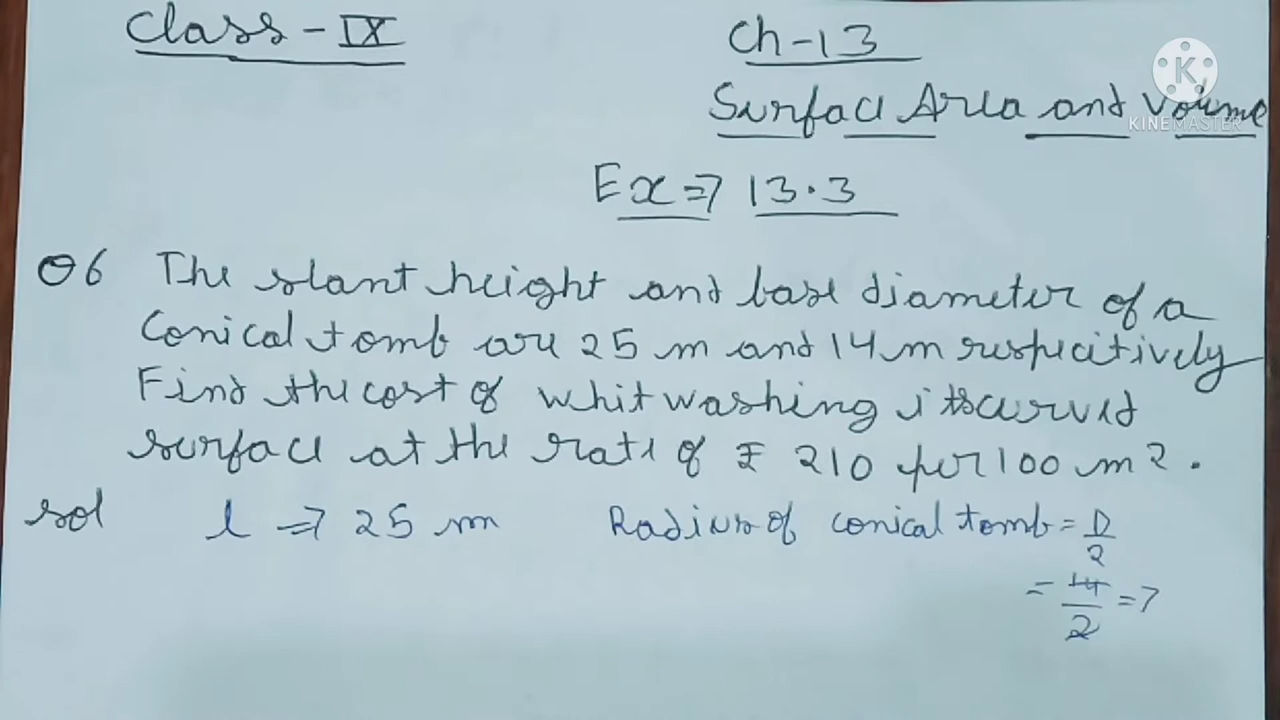 Class - IX
Ch-13
K
KINEMASTER
Surface Area and Volume
Ex => 13.3
Q6 The slant height and base diameter of a
Conical tomb are 25 m and 14 m respicitively
Find the cost of whitwashing its curved
surface at the rate of ₹ 210 per 100 m².
sol l => 25 m Radius of conical tomb = D/2
= 14/2 = 7